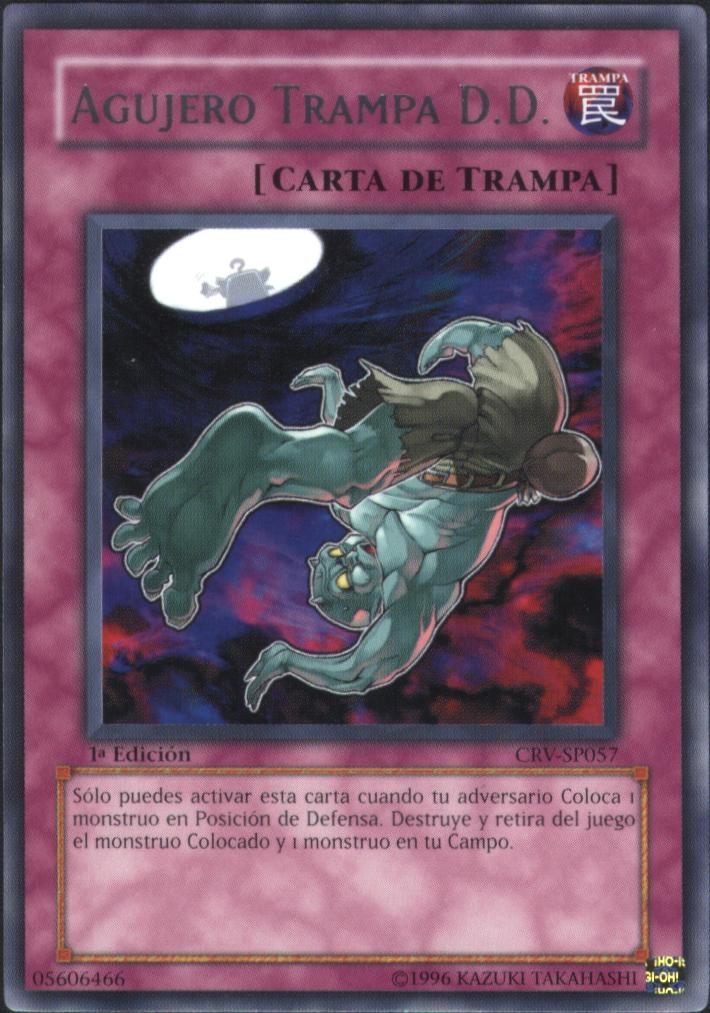 AGUJERO TRAMPA D.D.
TRAMPA
罠
[CARTA DE TRAMPA]
1ª Edición
CRV-SP057
Sólo puedes activar esta carta cuando tu adversario Coloca 1
monstruo en Posición de Defensa. Destruye y retira del juego
el monstruo Colocado y 1 monstruo en tu Campo.
05606466
©1996 KAZUKI TAKAHASHI
GI-OH!